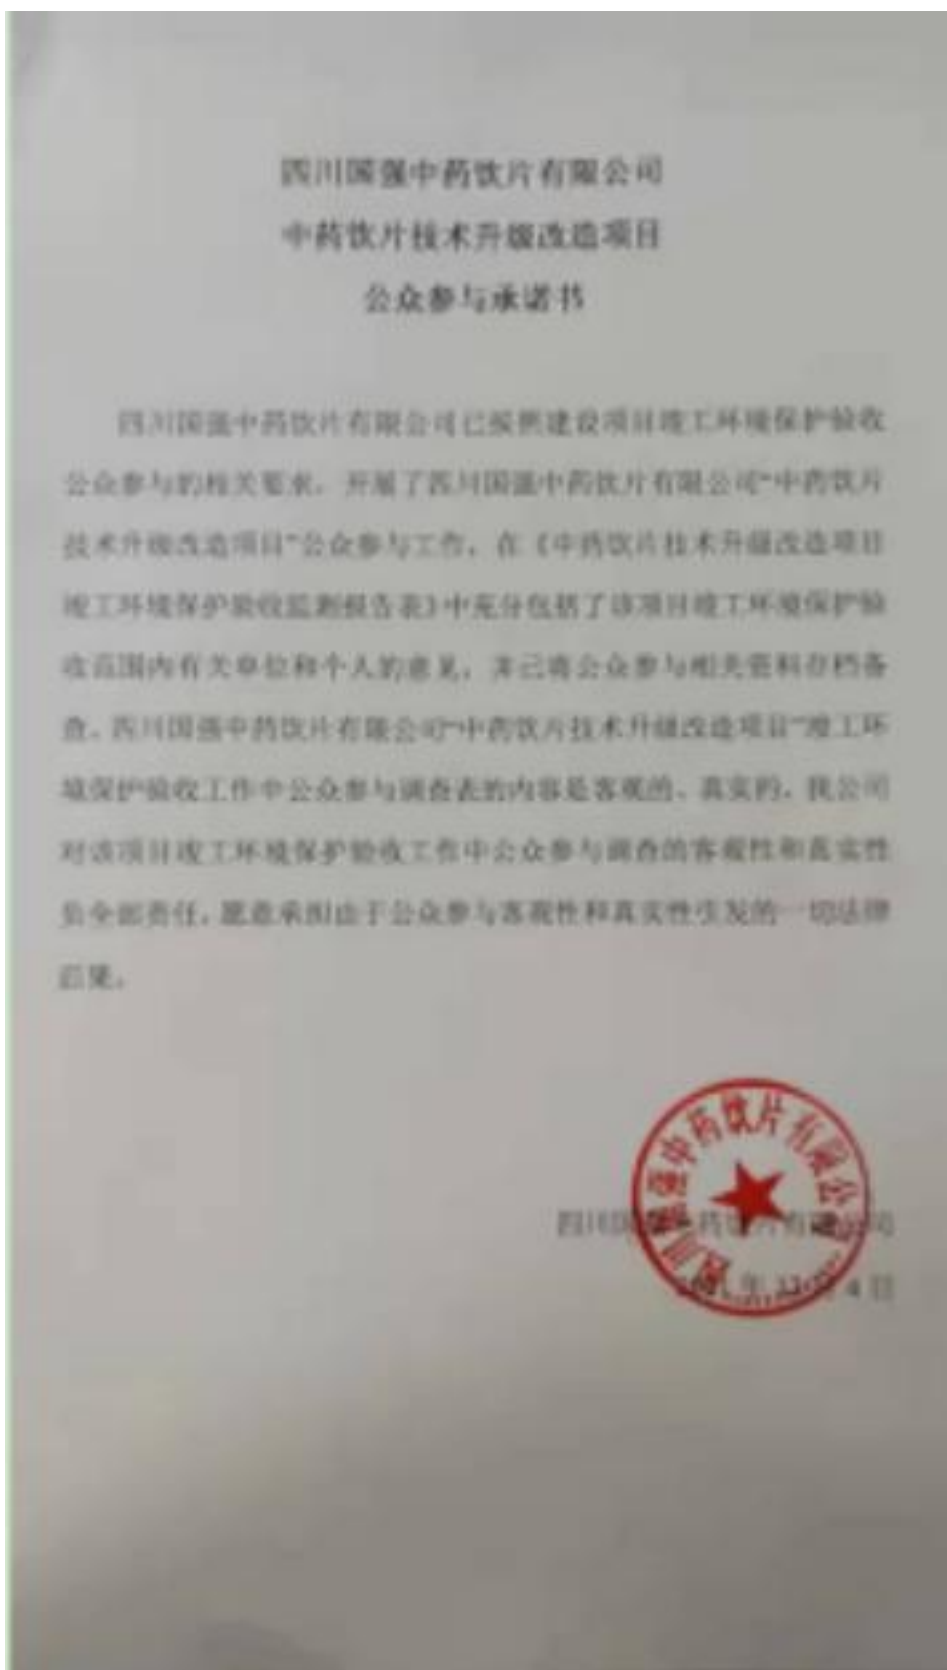 四川国强中药饮片有限公司
中药饮片技术升级改造项目
公众参与承诺书
四川国强中药饮片有限公司已按照建设项目竣工环境保护验收
公众参与的相关要求，开展了四川国强中药饮片有限公司“中药饮片
技术升级改造项目”公众参与工作，在《中药饮片技术升级改造项目
竣工环境保护验收监测报告表》中充分包括了该项目竣工环境保护验
收范围内有关单位和个人的意见，并已将公众参与相关资料存档备
查。四川国强中药饮片有限公司“中药饮片技术升级改造项目”竣工环
境保护验收工作中公众参与调查表的内容是客观的、真实的，我公司
对该项目竣工环境保护验收工作中公众参与调查的客观性和真实性
负全部责任，愿意承担由于公众参与客观性和真实性引发的一切法律
后果。
四川国强中药饮片有限公司
四川国强中药饮片有限公司
年 4 日